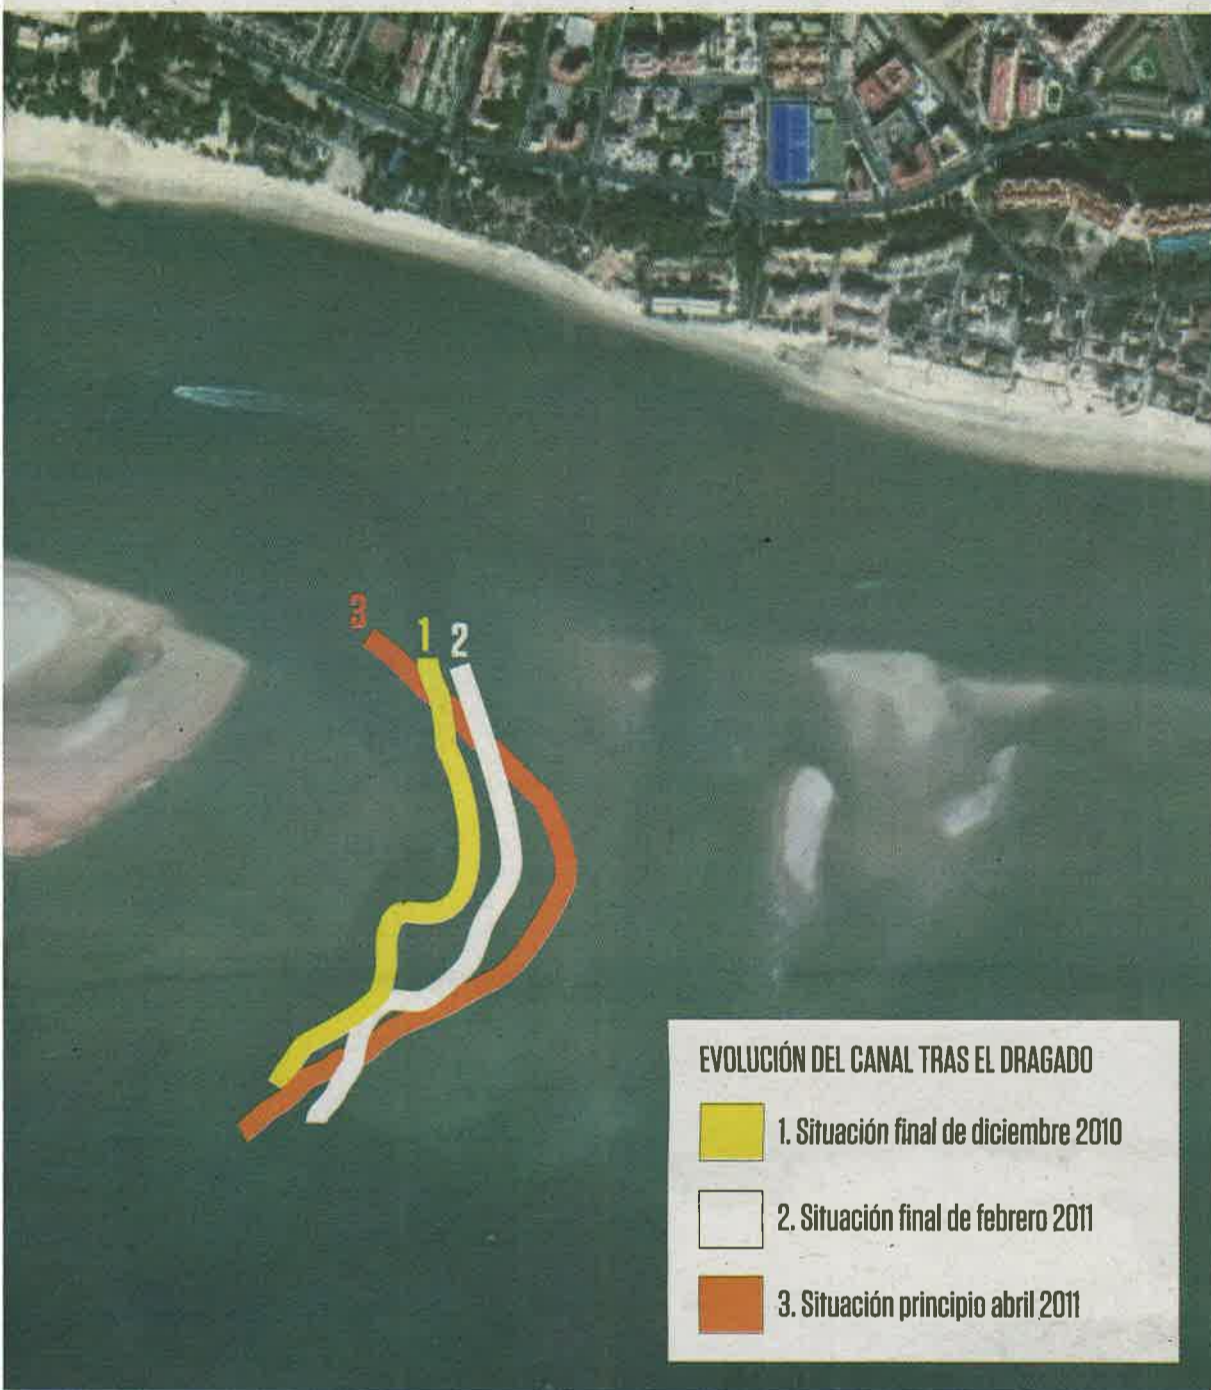 3
1
2
EVOLUCIÓN DEL CANAL TRAS EL DRAGADO
1. Situación final de diciembre 2010
2. Situación final de febrero 2011
3. Situación principio abril 2011